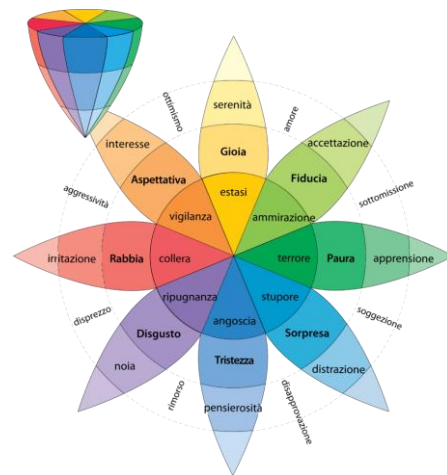 ottimismo
serenità
amore
interesse
Gioia
accettazione
Aspettativa
Fiducia
aggressività
estasi
sottomissione
vigilanza
ammirazione
irritazione
Rabbia
collera
terrore
Paura
apprensione
ripugnanza
stupore
disprezzo
angoscia
soggezione
Disgusto
Sorpresa
noia
Tristezza
distrazione
rimorso
pensierosità
disapprovazione